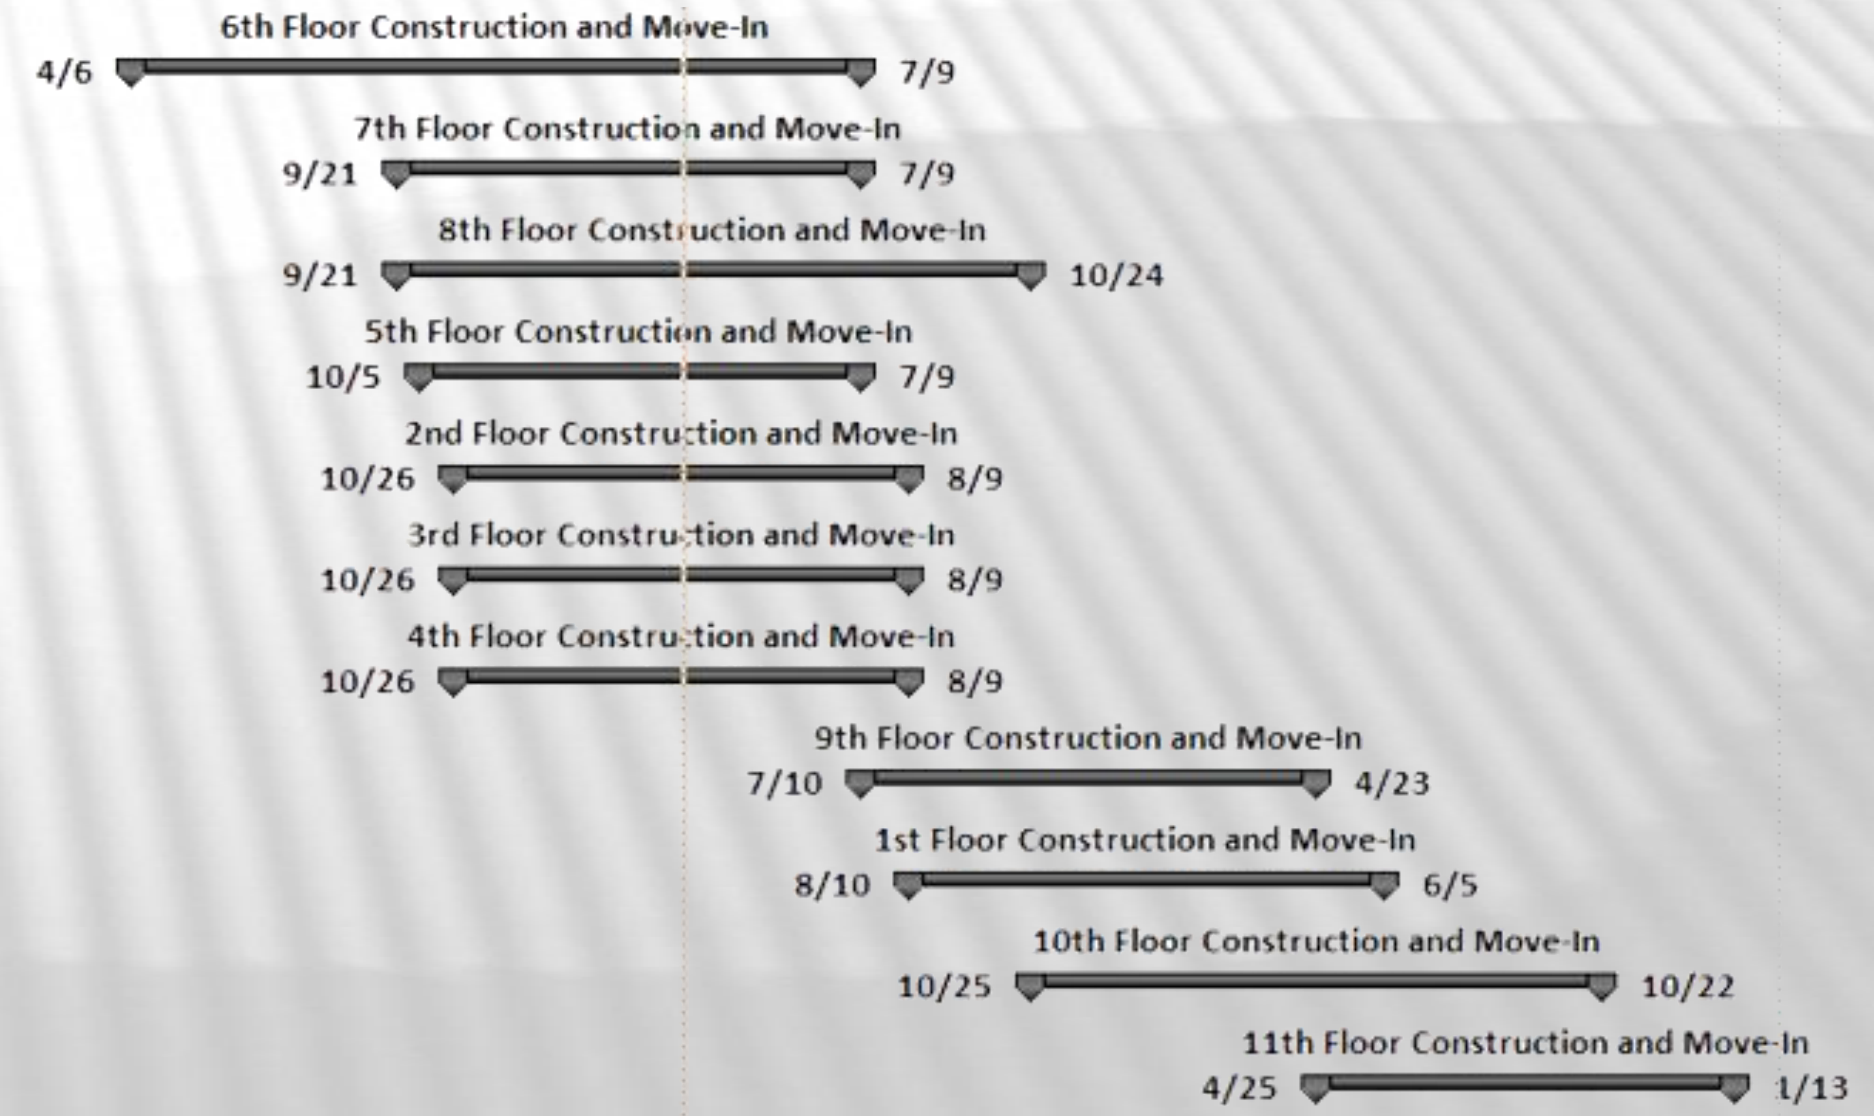 6th Floor Construction and Move-In
4/6 7/9
7th Floor Construction and Move-In
9/21 7/9
8th Floor Construction and Move-In
9/21 10/24
5th Floor Construction and Move-In
10/5 7/9
2nd Floor Construction and Move-In
10/26 8/9
3rd Floor Construction and Move-In
10/26 8/9
4th Floor Construction and Move-In
10/26 8/9
9th Floor Construction and Move-In
7/10 4/23
1st Floor Construction and Move-In
8/10 6/5
10th Floor Construction and Move-In
10/25 10/22
11th Floor Construction and Move-In
4/25 1/13